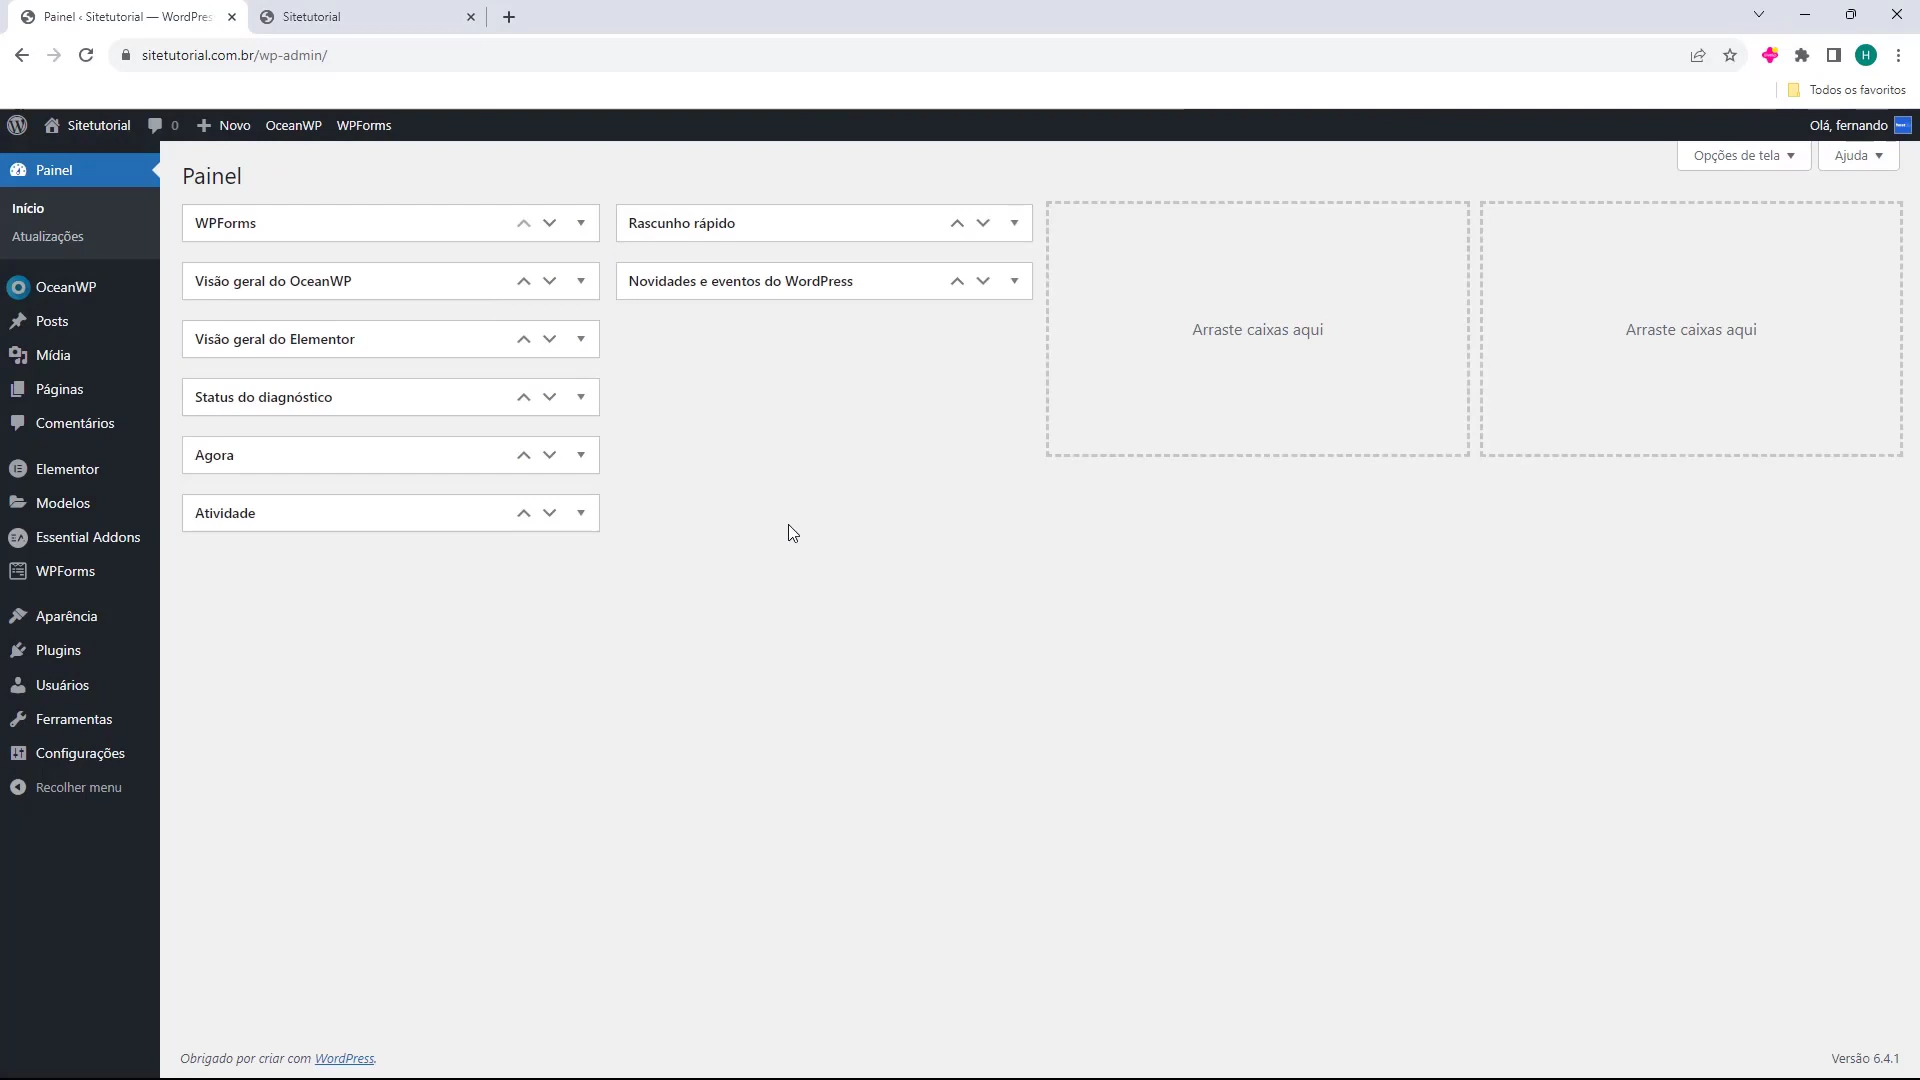 Painel ‹ Sitetutorial — WordPres
Sitetutorial
sitetutorial.com.br/wp-admin/
H
Todos os favoritos
Sitetutorial
0
Novo
OceanWP
WPForms
Olá, fernando
Painel
Início
Atualizações
OceanWP
Posts
Mídia
Páginas
Comentários
Elementor
Modelos
Essential Addons
WPForms
Aparência
Plugins
Usuários
Ferramentas
Configurações
Recolher menu
Opções de tela
Ajuda
Painel
WPForms
Visão geral do OceanWP
Visão geral do Elementor
Status do diagnóstico
Agora
Atividade
Rascunho rápido
Novidades e eventos do WordPress
Arraste caixas aqui
Arraste caixas aqui
Obrigado por criar com WordPress.
Versão 6.4.1